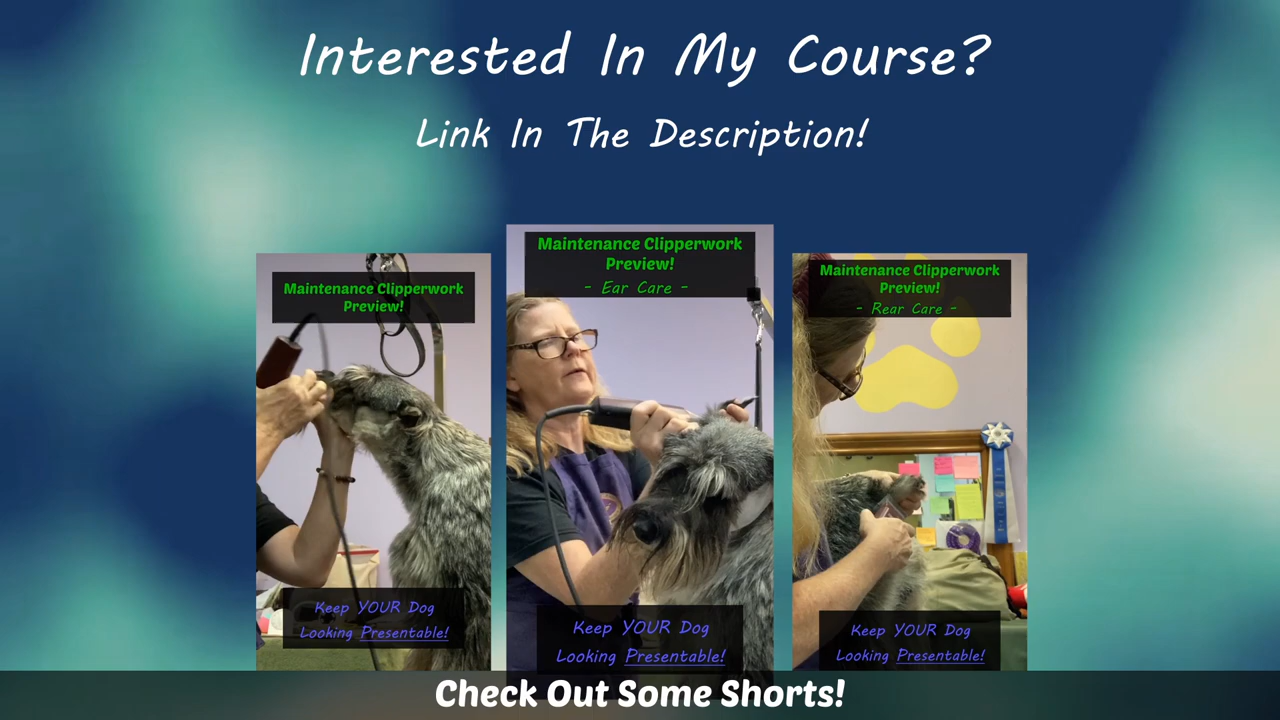 Interested In My Course?
Link In The Description!
Maintenance Clipperwork
Preview!
Keep YOUR Dog
Looking Presentable!
Maintenance Clipperwork
Preview!
- Ear Care -
Keep YOUR Dog
Looking Presentable!
Maintenance Clipperwork
Preview!
- Rear Care -
Keep YOUR Dog
Looking Presentable!
Check Out Some Shorts!